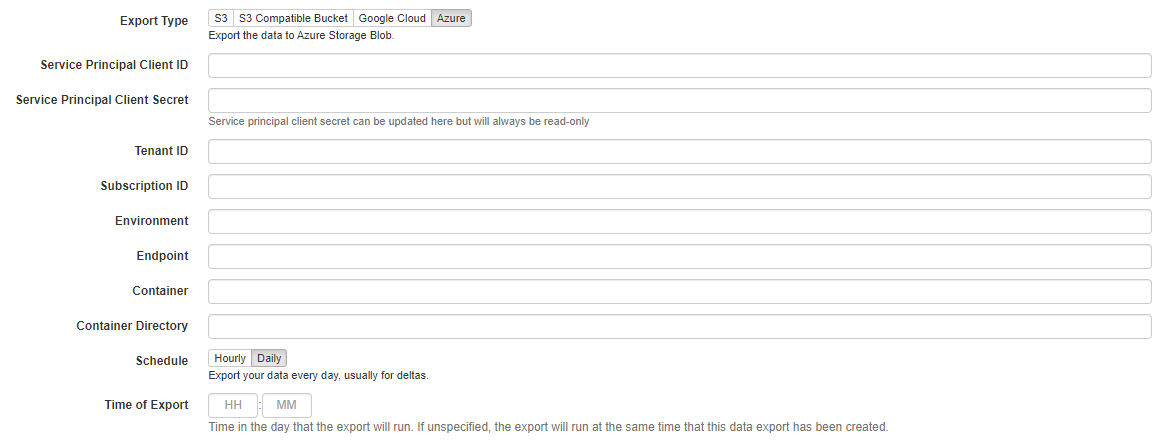 Export Type S3 S3 Compatible Bucket Google Cloud Azure
Export the data to Azure Storage Blob.
Service Principal Client ID
Service Principal Client Secret
Service principal client secret can be updated here but will always be read-only
Tenant ID
Subscription ID
Environment
Endpoint
Container
Container Directory
Schedule Hourly Daily
Export your data every day, usually for deltas.
Time of Export HH : MM
Time in the day that the export will run. If unspecified, the export will run at the same time that this data export has been created.